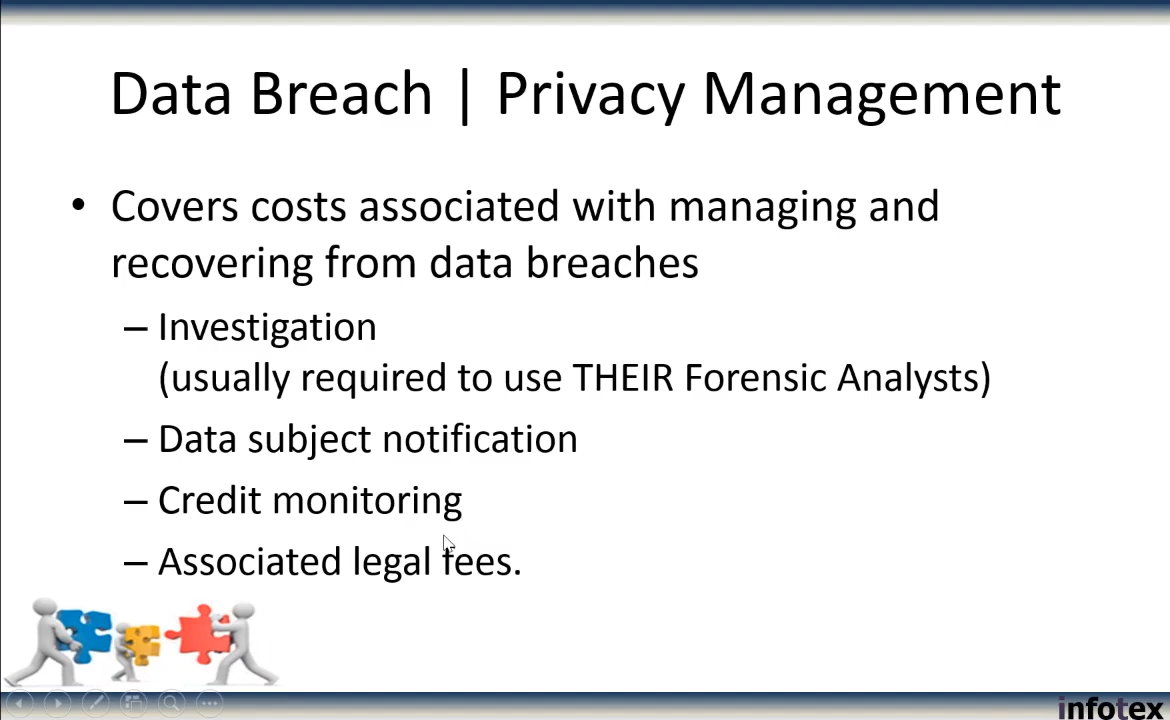 Data Breach | Privacy Management
• Covers costs associated with managing and
recovering from data breaches
– Investigation
(usually required to use THEIR Forensic Analysts)
– Data subject notification
– Credit monitoring
– Associated legal fees.
infotex